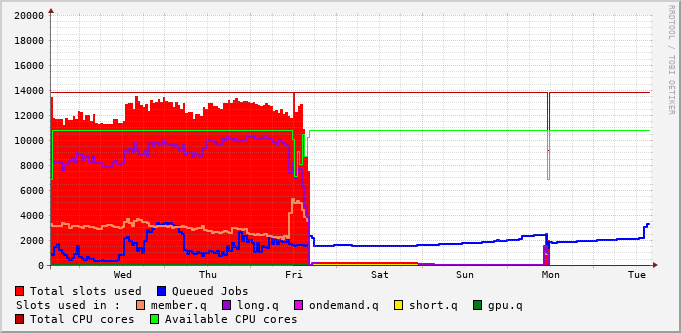 RRDTOOL / TOBI OETIKER
20000
18000
16000
14000
12000
10000
8000
6000
4000
2000
0
Wed Thu Fri Sat Sun Mon Tue
Total slots used Queued Jobs
Slots used in : member.q long.q ondemand.q short.q gpu.q
Total CPU cores Available CPU cores